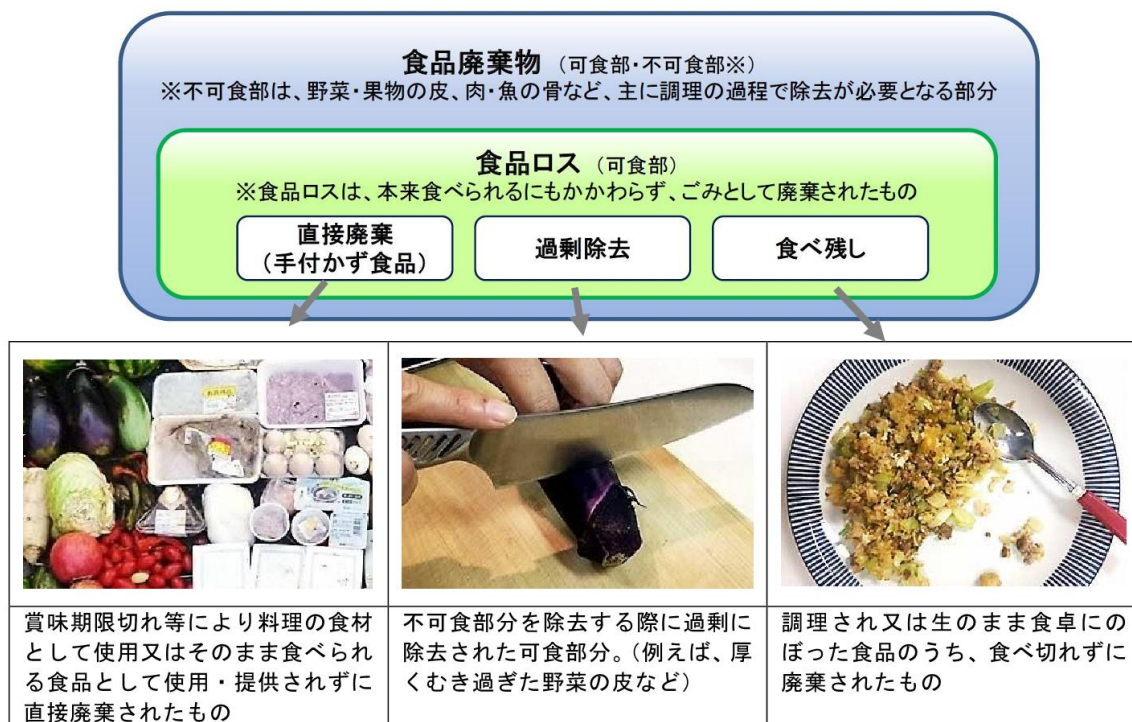 食品廃棄物 (可食部・不可食部※)
※不可食部は、野菜・果物の皮、肉・魚の骨など、主に調理の過程で除去が必要となる部分
食品ロス (可食部)
※食品ロスは、本来食べられるにもかかわらず、ごみとして廃棄されたもの
直接廃棄
(手付かず食品)
過剰除去
食べ残し
賞味期限切れ等により料理の食材
として使用又はそのまま食べられ
る食品として使用・提供されずに
直接廃棄されたもの
不可食部分を除去する際に過剰に
除去された可食部分。(例えば、厚
くむき過ぎた野菜の皮など)
調理され又は生のまま食卓にの
ぼった食品のうち、食べ切れずに
廃棄されたもの